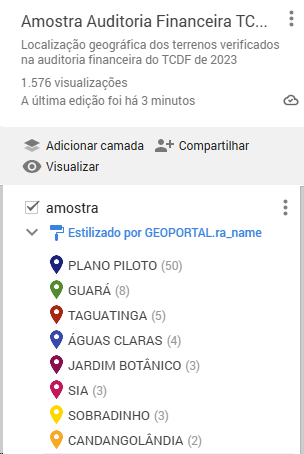 Amostra Auditoria Financeira TC...
Localização geográfica dos terrenos verificados
na auditoria financeira do TCDF de 2023
1.576 visualizações
A última edição foi há 3 minutos
Adicionar camada
Compartilhar
Visualizar
amostra
Estilizado por GEOPORTAL.ra_name
PLANO PILOTO (50)
GUARÁ (8)
TAGUATINGA (5)
ÁGUAS CLARAS (4)
JARDIM BOTÂNICO (3)
SIA (3)
SOBRADINHO (3)
CANDANGOLÂNDIA (2)